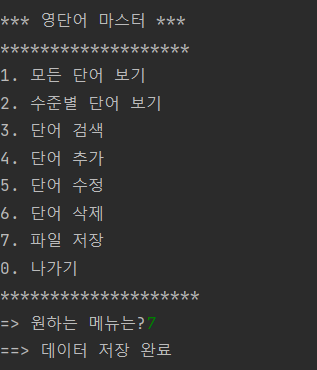 *** 영단어 마스터 ***
*******************
1. 모든 단어 보기
2. 수준별 단어 보기
3. 단어 검색
4. 단어 추가
5. 단어 수정
6. 단어 삭제
7. 파일 저장
0. 나가기
********************
=> 원하는 메뉴는?7
==> 데이터 저장 완료